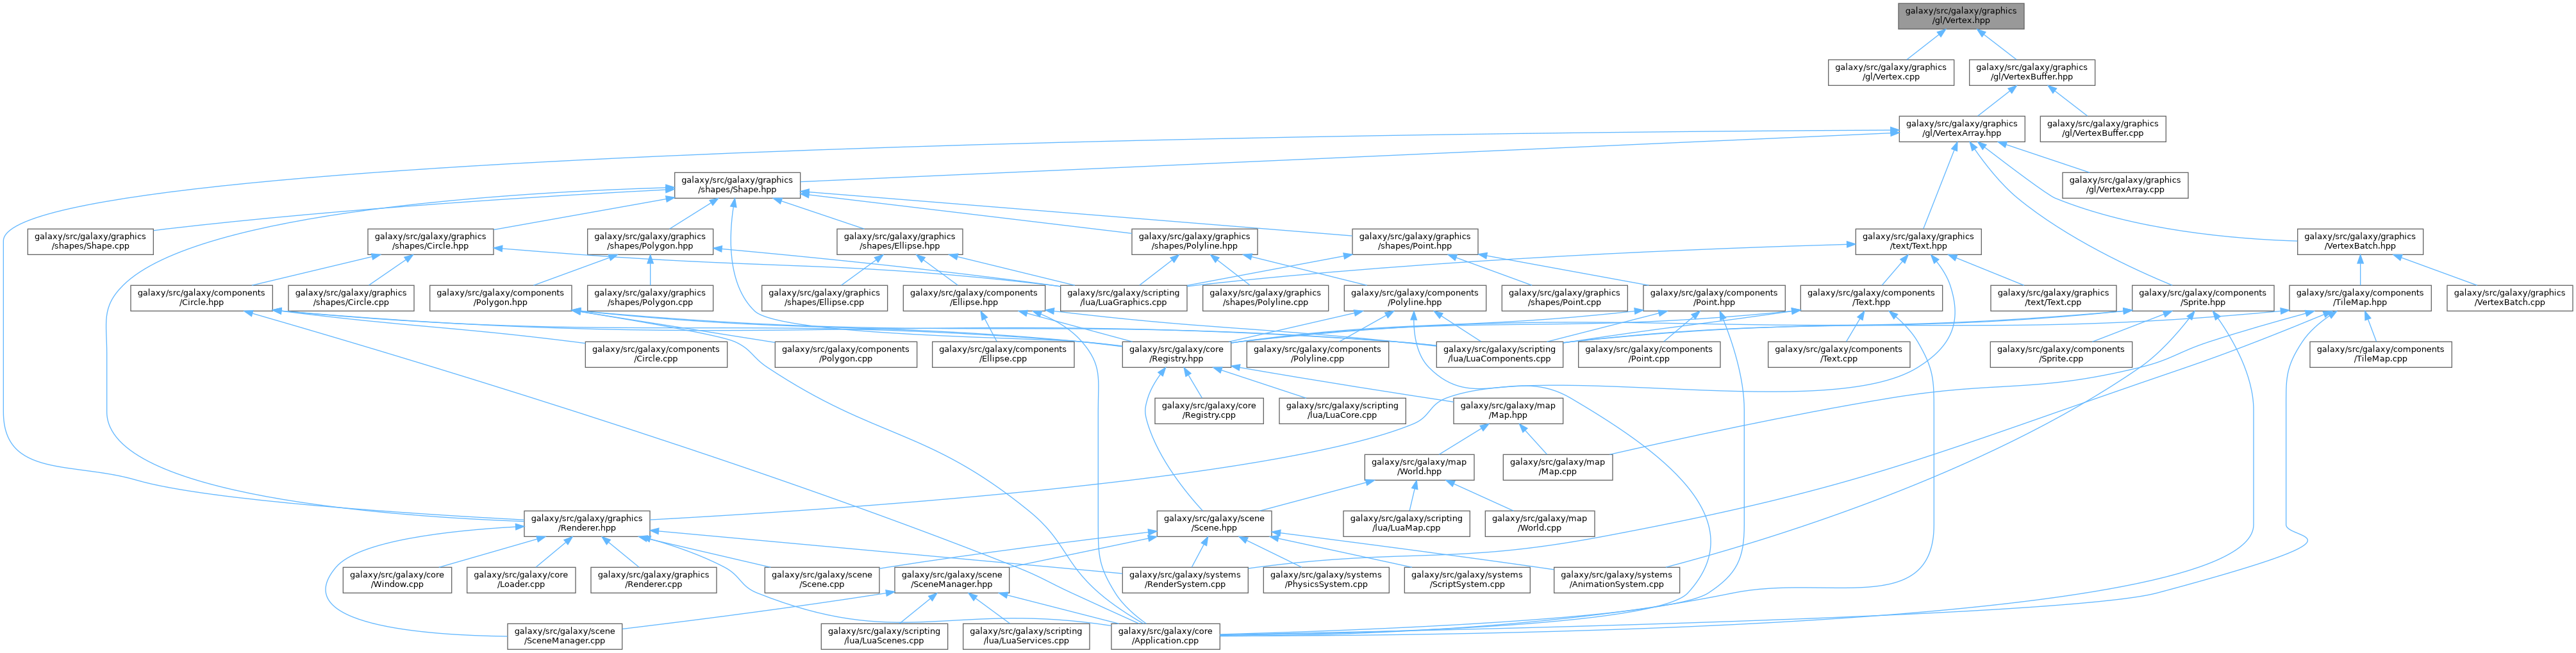 galaxy/src/galaxy/graphics
/gl/Vertex.hpp
galaxy/src/galaxy/graphics
/gl/Vertex.cpp
galaxy/src/galaxy/graphics
/gl/VertexBuffer.hpp
galaxy/src/galaxy/graphics
/gl/VertexArray.hpp
galaxy/src/galaxy/graphics
/gl/VertexBuffer.cpp
galaxy/src/galaxy/graphics
/shapes/Shape.hpp
galaxy/src/galaxy/graphics
/gl/VertexArray.cpp
galaxy/src/galaxy/graphics
/shapes/Shape.cpp
galaxy/src/galaxy/graphics
/shapes/Circle.hpp
galaxy/src/galaxy/graphics
/shapes/Polygon.hpp
galaxy/src/galaxy/graphics
/shapes/Ellipse.hpp
galaxy/src/galaxy/graphics
/shapes/Polyline.hpp
galaxy/src/galaxy/graphics
/shapes/Point.hpp
galaxy/src/galaxy/graphics
/text/Text.hpp
galaxy/src/galaxy/graphics
/VertexBatch.hpp
galaxy/src/galaxy/components
/Circle.hpp
galaxy/src/galaxy/graphics
/shapes/Circle.cpp
galaxy/src/galaxy/components
/Polygon.hpp
galaxy/src/galaxy/graphics
/shapes/Polygon.cpp
galaxy/src/galaxy/graphics
/shapes/Ellipse.cpp
galaxy/src/galaxy/components
/Ellipse.hpp
galaxy/src/galaxy/scripting
/lua/LuaGraphics.cpp
galaxy/src/galaxy/graphics
/shapes/Polyline.cpp
galaxy/src/galaxy/components
/Polyline.hpp
galaxy/src/galaxy/graphics
/shapes/Point.cpp
galaxy/src/galaxy/components
/Point.hpp
galaxy/src/galaxy/components
/Text.hpp
galaxy/src/galaxy/graphics
/text/Text.cpp
galaxy/src/galaxy/components
/Sprite.hpp
galaxy/src/galaxy/components
/TileMap.hpp
galaxy/src/galaxy/graphics
/VertexBatch.cpp
galaxy/src/galaxy/components
/Circle.cpp
galaxy/src/galaxy/components
/Polygon.cpp
galaxy/src/galaxy/components
/Ellipse.cpp
galaxy/src/galaxy/core
/Registry.hpp
galaxy/src/galaxy/components
/Polyline.cpp
galaxy/src/galaxy/scripting
/lua/LuaComponents.cpp
galaxy/src/galaxy/components
/Point.cpp
galaxy/src/galaxy/components
/Text.cpp
galaxy/src/galaxy/components
/Sprite.cpp
galaxy/src/galaxy/components
/TileMap.cpp
galaxy/src/galaxy/core
/Registry.cpp
galaxy/src/galaxy/scripting
/lua/LuaCore.cpp
galaxy/src/galaxy/map
/Map.hpp
galaxy/src/galaxy/map
/World.hpp
galaxy/src/galaxy/map
/Map.cpp
galaxy/src/galaxy/graphics
/Renderer.hpp
galaxy/src/galaxy/scene
/Scene.hpp
galaxy/src/galaxy/scripting
/lua/LuaMap.cpp
galaxy/src/galaxy/map
/World.cpp
galaxy/src/galaxy/core
/Window.cpp
galaxy/src/galaxy/core
/Loader.cpp
galaxy/src/galaxy/graphics
/Renderer.cpp
galaxy/src/galaxy/scene
/Scene.cpp
galaxy/src/galaxy/scene
/SceneManager.hpp
galaxy/src/galaxy/systems
/RenderSystem.cpp
galaxy/src/galaxy/systems
/PhysicsSystem.cpp
galaxy/src/galaxy/systems
/ScriptSystem.cpp
galaxy/src/galaxy/systems
/AnimationSystem.cpp
galaxy/src/galaxy/scene
/SceneManager.cpp
galaxy/src/galaxy/scripting
/lua/LuaScenes.cpp
galaxy/src/galaxy/scripting
/lua/LuaServices.cpp
galaxy/src/galaxy/core
/Application.cpp